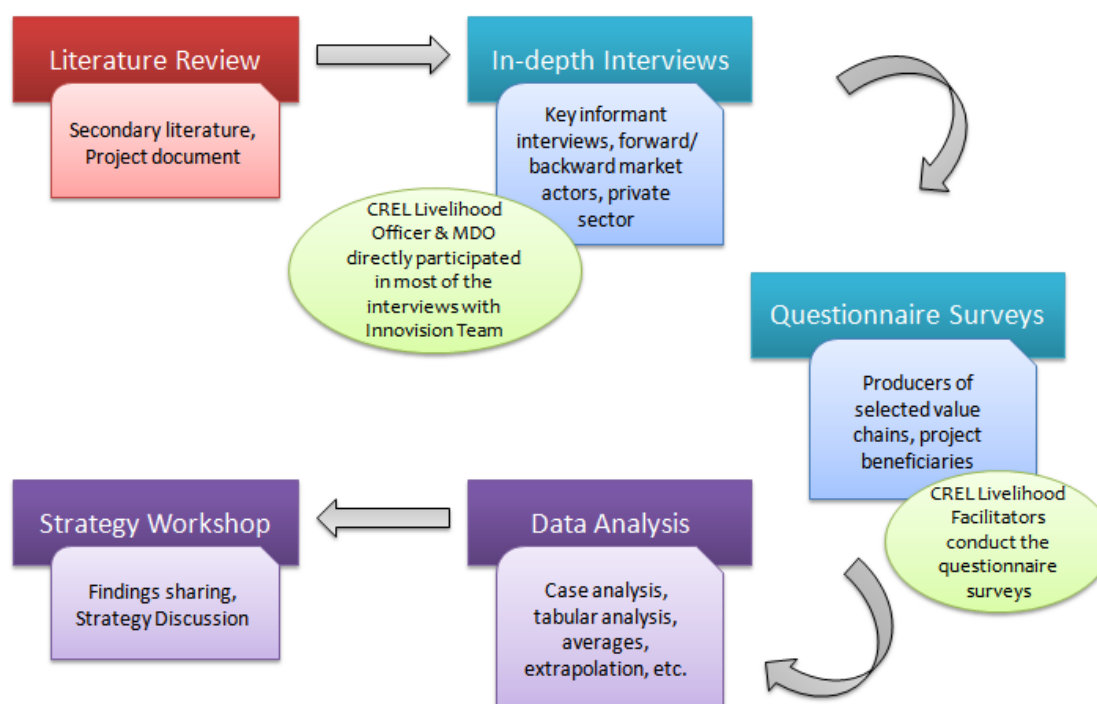 Literature Review
Secondary literature,
Project document
In-depth Interviews
Key informant
interviews, forward/
backward market
actors, private
sector
CREL Livelihood
Officer & MDO
directly participated
in most of the
interviews with
Innovision Team
Questionnaire Surveys
Producers of
selected value
chains, project
beneficiaries
CREL Livelihood
Facilitators
conduct the
questionnaire
surveys
Data Analysis
Case analysis,
tabular analysis,
averages,
extrapolation, etc.
Strategy Workshop
Findings sharing,
Strategy Discussion